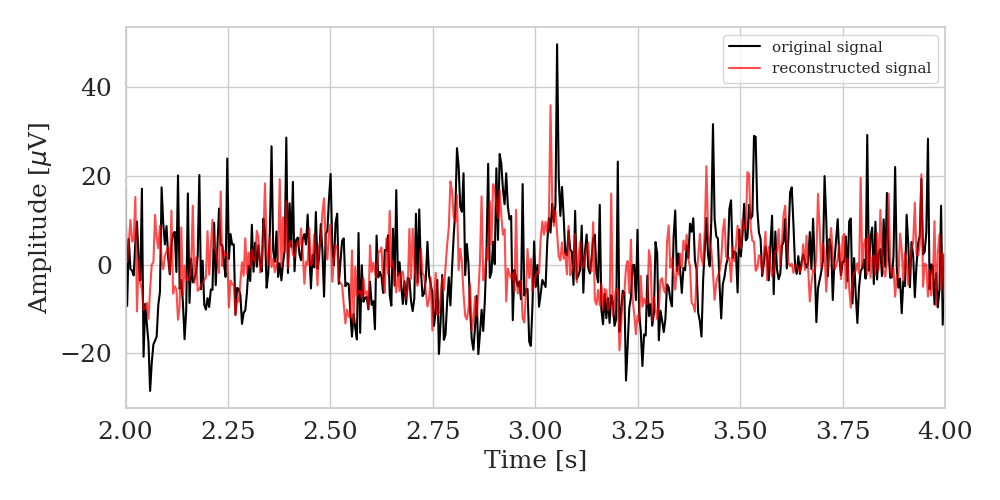 original signal
reconstructed signal
Amplitude [μV]
40
20
0
−20
2.00 2.25 2.50 2.75 3.00 3.25 3.50 3.75 4.00
Time [s]